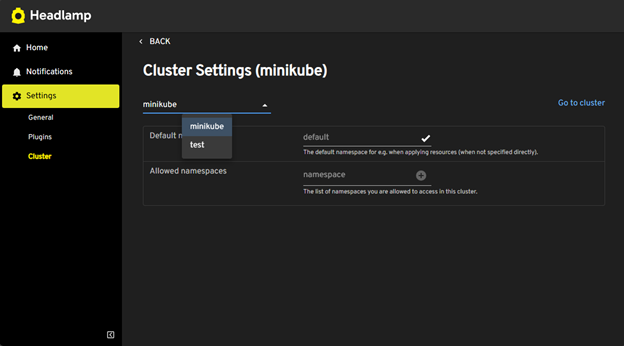 Headlamp
Home
Notifications
Settings
General
Plugins
Cluster
BACK
Cluster Settings (minikube)
minikube
Go to cluster
minikube
test
Default n
default
The default namespace for e.g. when applying resources (when not specified directly).
Allowed namespaces
namespace
The list of namespaces you are allowed to access in this cluster.